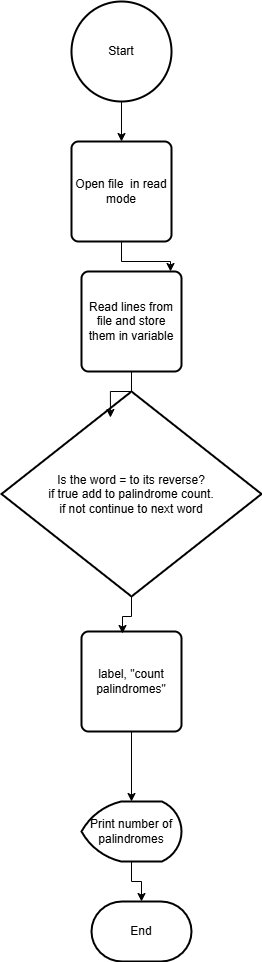 Start
Open file  in read
mode
Read lines from
file and store
them in variable
Is the word = to its reverse?
if true add to palindrome count.
if not continue to next word
label, "count
palindromes"
Print number of
palindromes
End